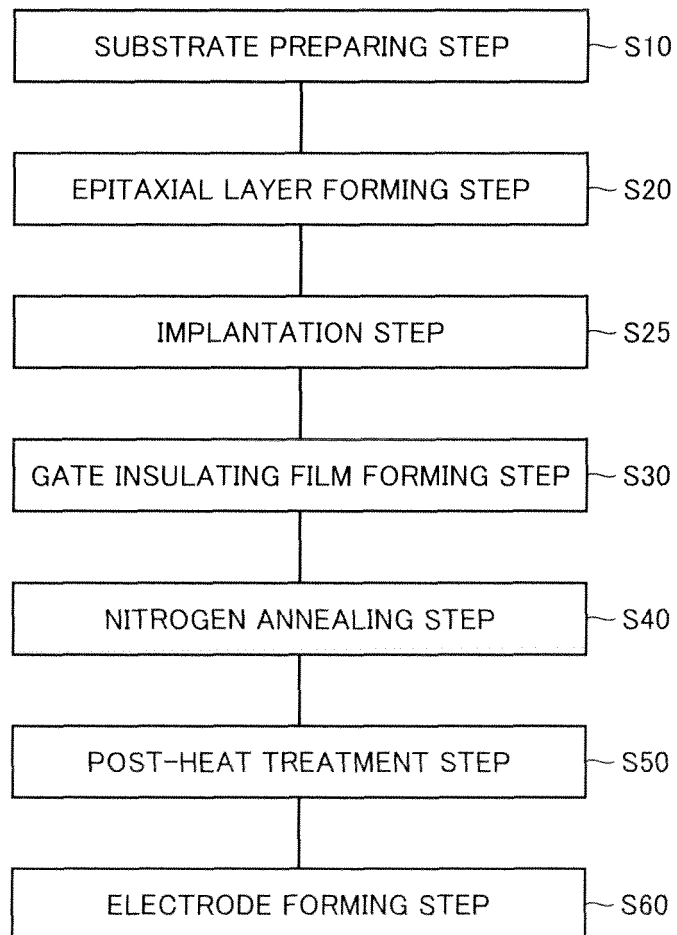 SUBSTRATE PREPARING STEP S10
EPITAXIAL LAYER FORMING STEP S20
IMPLANTATION STEP S25
GATE INSULATING FILM FORMING STEP S30
NITROGEN ANNEALING STEP S40
POST-HEAT TREATMENT STEP S50
ELECTRODE FORMING STEP S60